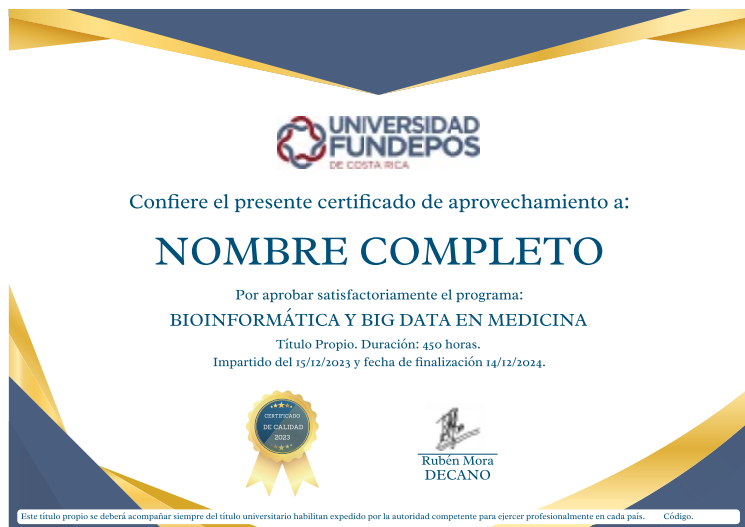 UNIVERSIDAD
FUNDEPOS
DE COSTA RICA
Confiere el presente certificado de aprovechamiento a:
NOMBRE COMPLETO
Por aprobar satisfactoriamente el programa:
BIOINFORMÁTICA Y BIG DATA EN MEDICINA
Título Propio. Duración: 450 horas.
Impartido del 15/12/2023 y fecha de finalización 14/12/2024.
CERTIFICADO
DE CALIDAD
2023
Rubén Mora
DECANO
Este título propio se deberá acompañar siempre del título universitario habilitan expedido por la autoridad competente para ejercer profesionalmente en cada país. Código.